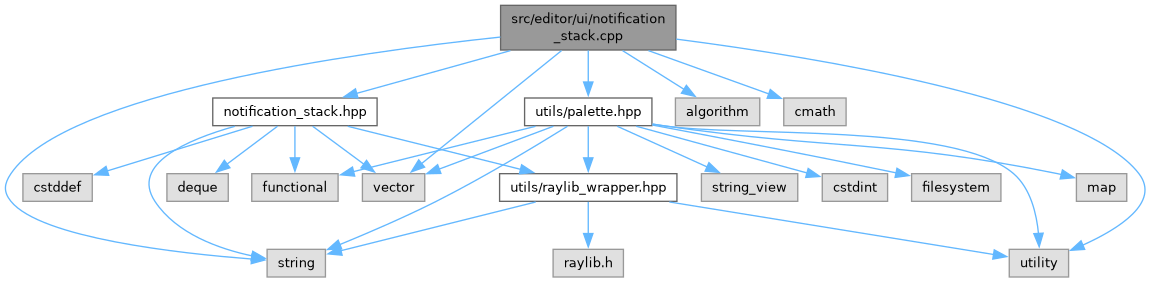 src/editor/ui/notification
_stack.cpp
notification_stack.hpp
utils/palette.hpp
algorithm
cmath
cstddef
deque
functional
vector
utils/raylib_wrapper.hpp
string_view
cstdint
filesystem
map
string
raylib.h
utility